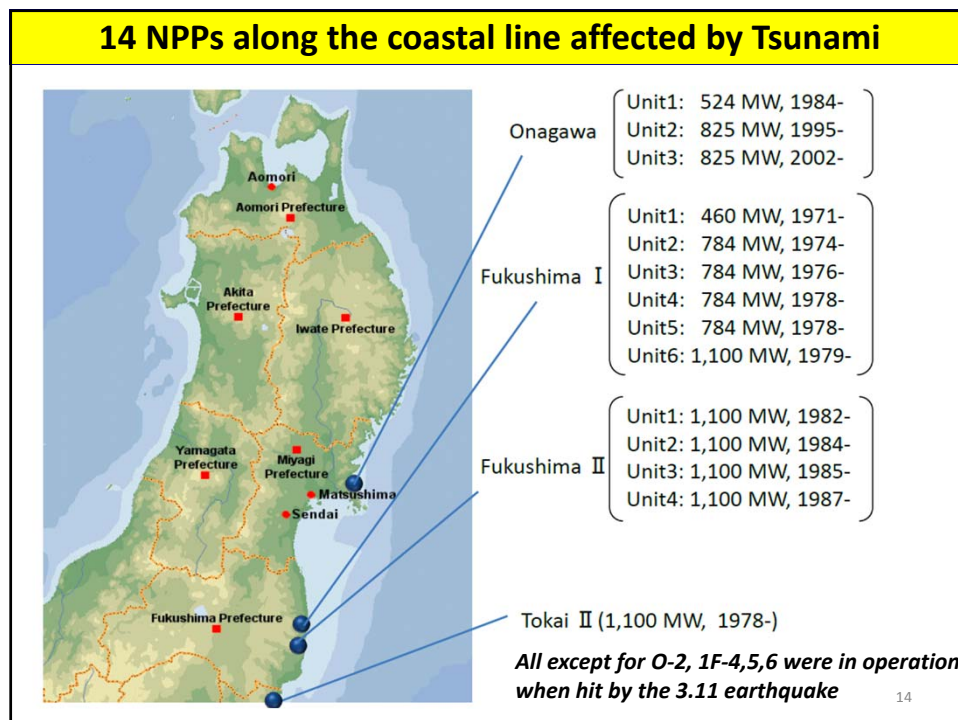 14 NPPs along the coastal line affected by Tsunami
Aomori
Aomori Prefecture
Akita
Prefecture
Iwate Prefecture
Yamagata
Prefecture
Miyagi
Prefecture
Matsushima
Sendai
Fukushima Prefecture
Onagawa
Unit1: 524 MW, 1984-
Unit2: 825 MW, 1995-
Unit3: 825 MW, 2002-
Fukushima Ⅰ
Unit1: 460 MW, 1971-
Unit2: 784 MW, 1974-
Unit3: 784 MW, 1976-
Unit4: 784 MW, 1978-
Unit5: 784 MW, 1978-
Unit6: 1,100 MW, 1979-
Fukushima Ⅱ
Unit1: 1,100 MW, 1982-
Unit2: 1,100 MW, 1984-
Unit3: 1,100 MW, 1985-
Unit4: 1,100 MW, 1987-
Tokai Ⅱ (1,100 MW, 1978-)
All except for O-2, 1F-4,5,6 were in operation
when hit by the 3.11 earthquake
14